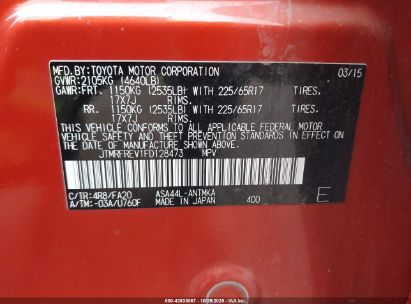 MFD.BY:TOYOTA MOTOR CORPORATION 03/15
GVWR:2105KG (4640LB)
GAWR:FRT. 1150KG (2535LB) WITH 225/65R17 TIRES.
17X7J RIMS.
RR. 1150KG (2535LB) WITH 225/65R17 TIRES.
17X7J RIMS.
THIS VEHICLE CONFORMS TO ALL APPLICABLE FEDERAL MOTOR
VEHICLE SAFETY AND THEFT PREVENTION STANDARDS IN EFFECT ON
THE DATE OF MANUFACTURE SHOWN ABOVE.
JTMRFREV1FD128473 MPV
C/TR:4R8/FA20 ASA44L-ANTMKA
A/TM:-03A/U760F MADE IN JAPAN 400 E